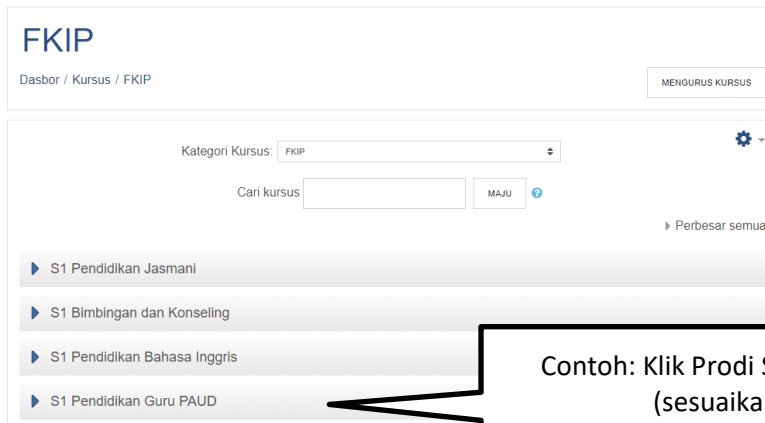 FKIP
Dasbor / Kursus / FKIP
MENGURUS KURSUS
Kategori Kursus: FKIP
Cari kursus MAJU ?
Perbesar semua
S1 Pendidikan Jasmani
S1 Bimbingan dan Konseling
S1 Pendidikan Bahasa Inggris
Contoh: Klik Prodi S
S1 Pendidikan Guru PAUD
(sesuaika